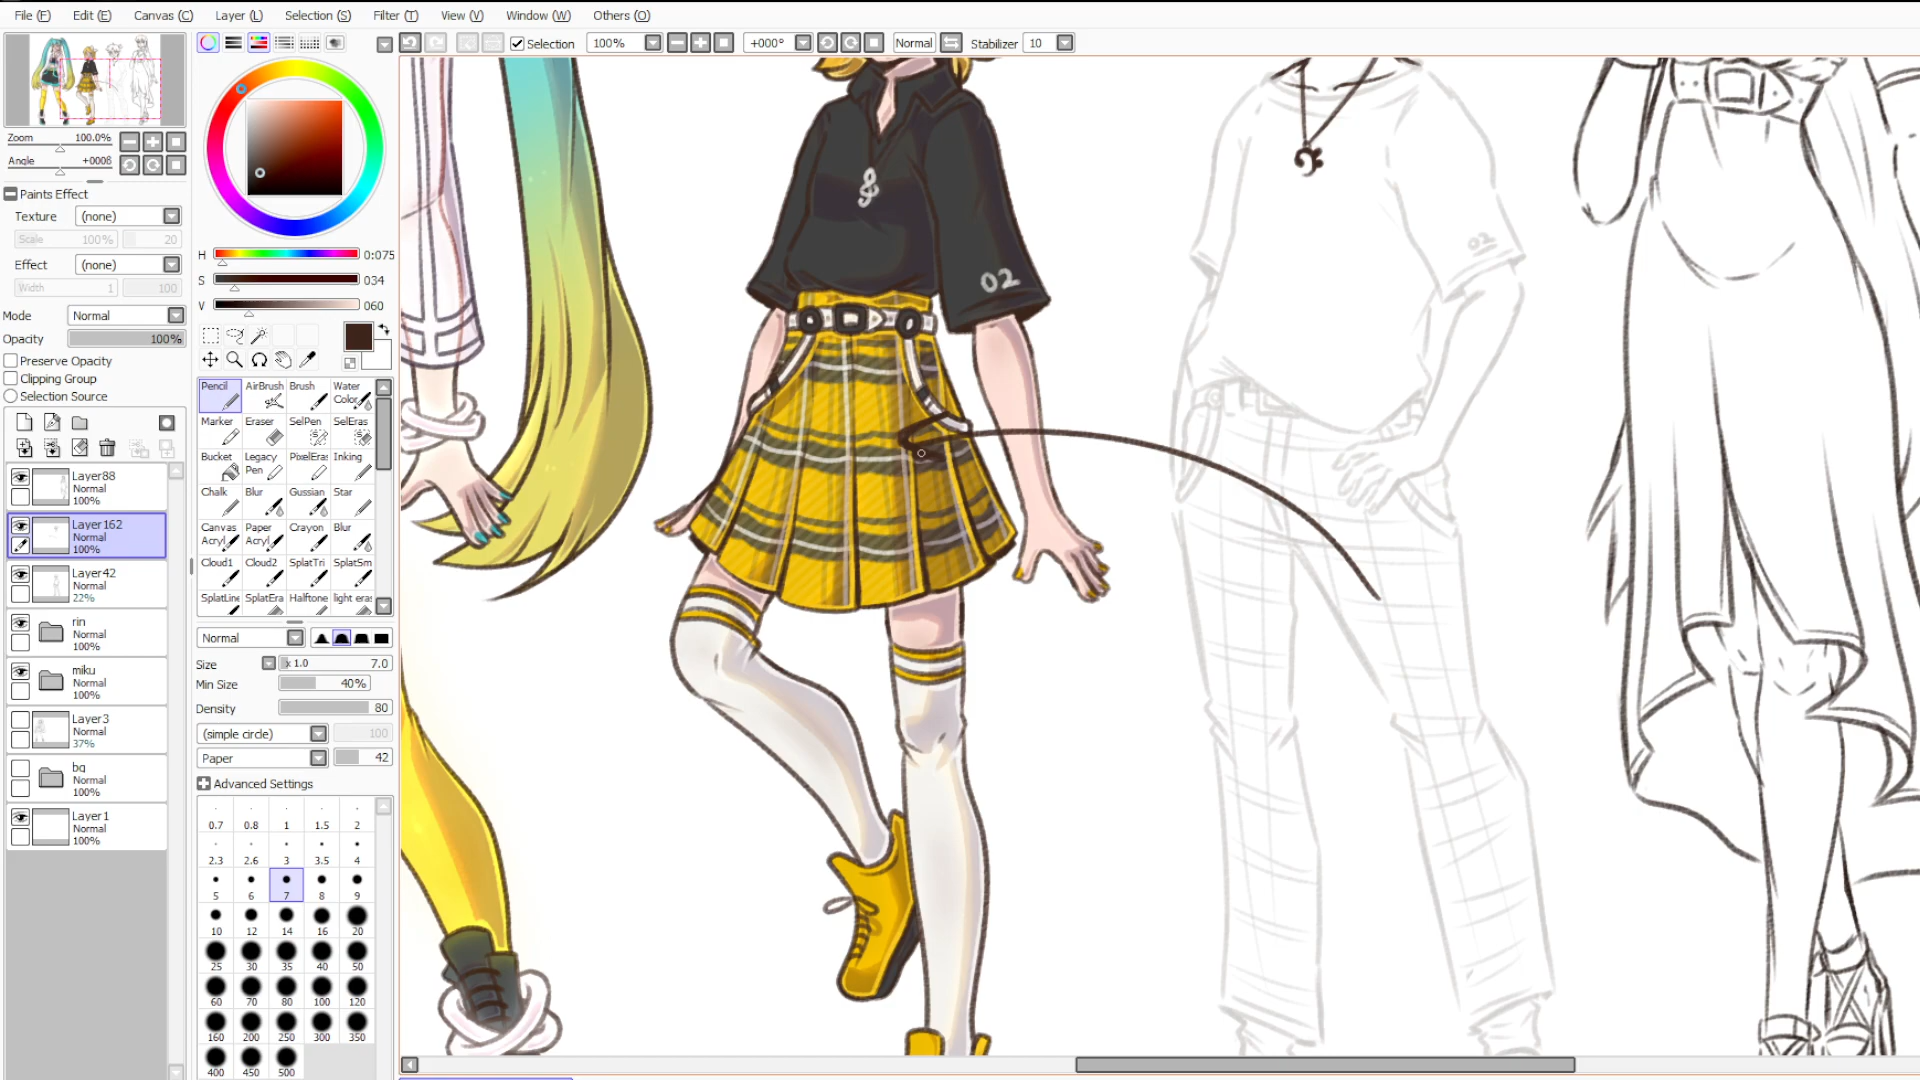 File (F) Edit (E) Canvas (C) Layer (L) Selection (S) Filter (T) View (V) Window (W) Others (O)
Selection 100% +000° Normal Stabilizer 10
Zoom 100.0%
Angle +000ß
Paints Effect
Texture (none)
Scale 100% 20
Effect (none)
Width 1 100
Mode Normal
Opacity 100%
Preserve Opacity
Clipping Group
Selection Source
Layer88
Normal
100%
Layer162
Normal
100%
Layer42
Normal
22%
rin
Normal
100%
miku
Normal
100%
Layer3
Normal
37%
bg
Normal
100%
Layer1
Normal
100%
H 0:075
S 034
V 060
Pencil AirBrush Brush Water Color
Marker Eraser SelPen SelEras
Bucket Legacy Pen PixelEras Inking
Chalk Blur Gussian Star
Canvas Acryl Paper Acryl Crayon Blur
Cloud1 Cloud2 SplatTri SplatSm
SplatLine SplatEra Halftone light eras
Normal
Size x 1.0 7.0
Min Size 40%
Density 80
(simple circle) 100
Paper 42
Advanced Settings
0.7 0.8 1 1.5 2
2.3 2.6 3 3.5 4
5 6 7 8 9
10 12 14 16 20
25 30 35 40 50
60 70 80 100 120
160 200 250 300 350
400 450 500
02
02